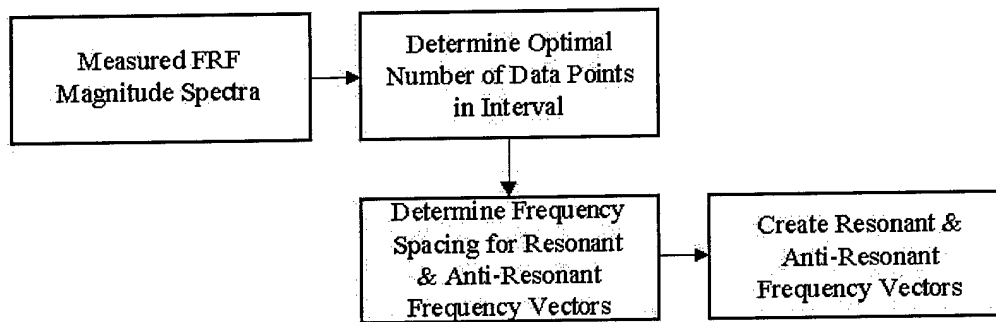 Measured FRF
Magnitude Spectra
Determine Optimal
Number of Data Points
in Interval
Determine Frequency
Spacing for Resonant
& Anti-Resonant
Frequency Vectors
Create Resonant &
Anti-Resonant
Frequency Vectors